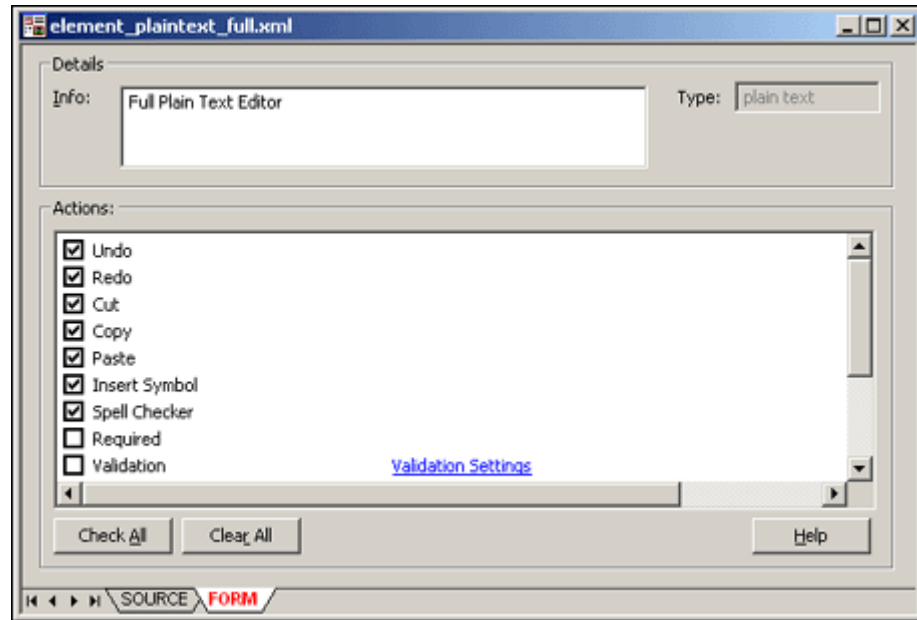 element_plaintext_full.xml
Details
Info: Full Plain Text Editor Type: plain text
Actions:
Undo
Redo
Cut
Copy
Paste
Insert Symbol
Spell Checker
Required
Validation Validation Settings
Check All Clear All Help
SOURCE FORM